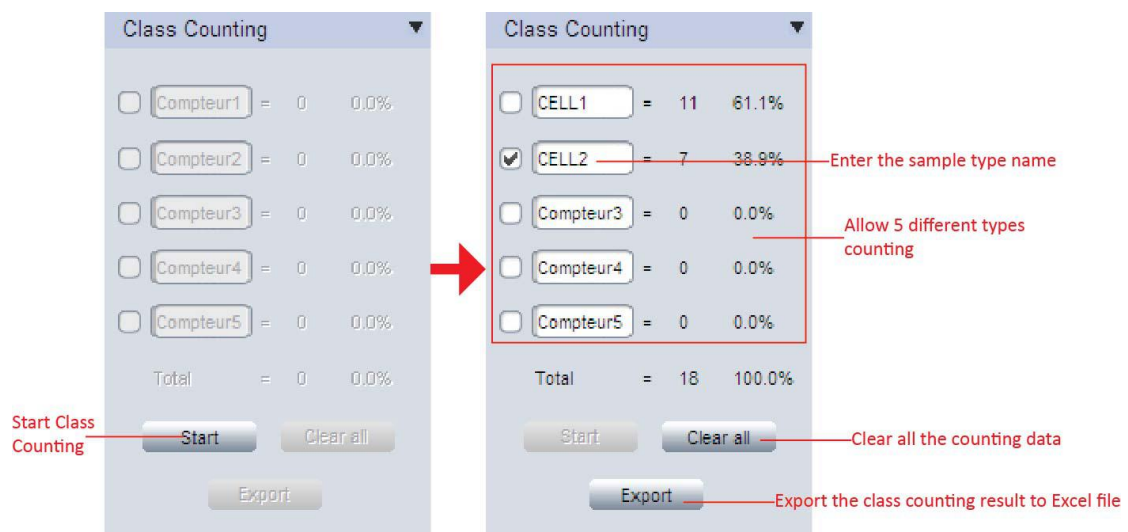 Class Counting
Compteur1 = 0 0.0%
Compteur2 = 0 0.0%
Compteur3 = 0 0.0%
Compteur4 = 0 0.0%
Compteur5 = 0 0.0%
Total = 0 0.0%
Start Class
Counting
Start Clear all
Export
Class Counting
CELL1 = 11 61.1%
CELL2 = 7 38.9%
Enter the sample type name
Compteur3 = 0 0.0%
Allow 5 different types
counting
Compteur4 = 0 0.0%
Compteur5 = 0 0.0%
Total = 18 100.0%
Start Clear all
Clear all the counting data
Export
Export the class counting result to Excel file